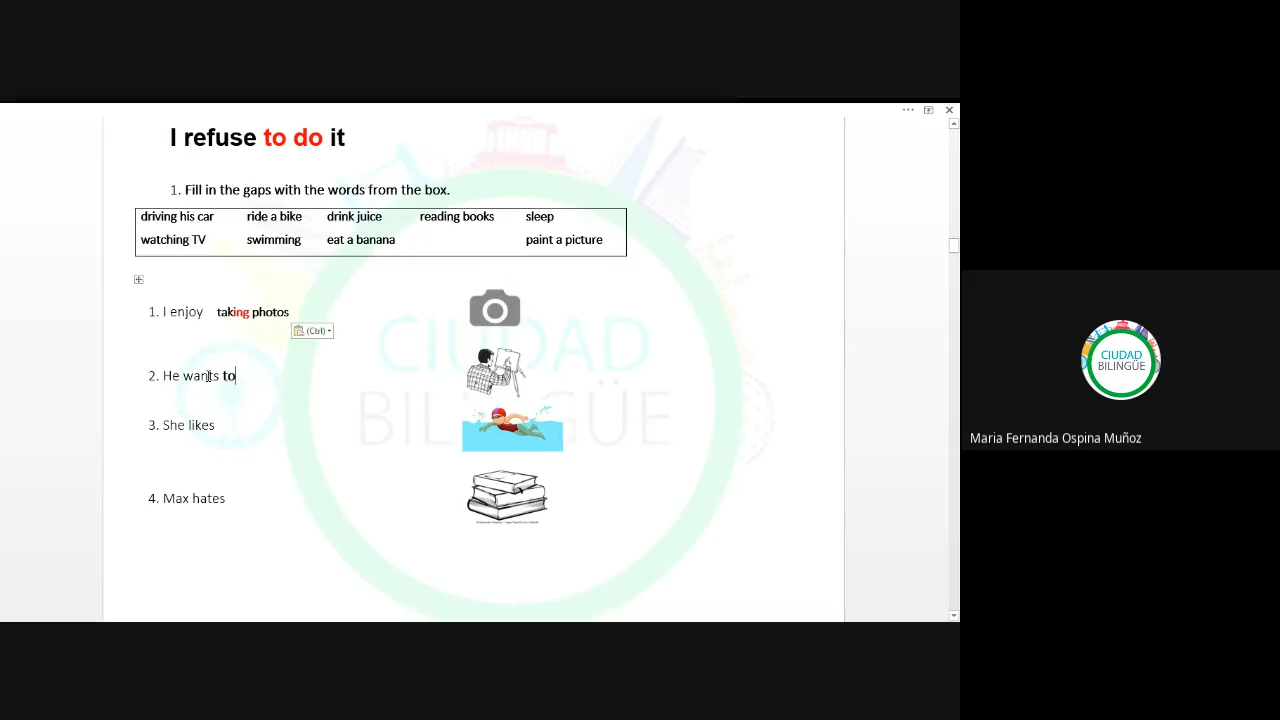 I refuse to do it
1. Fill in the gaps with the words from the box.
driving his car ride a bike drink juice reading books sleep
watching TV swimming eat a banana paint a picture
1. I enjoy taking photos
(Ctrl)
2. He wants to
3. She likes
4. Max hates
CIUDAD
BILINGÜE
CIUDAD
BILINGÜE
Maria Fernanda Ospina Muñoz